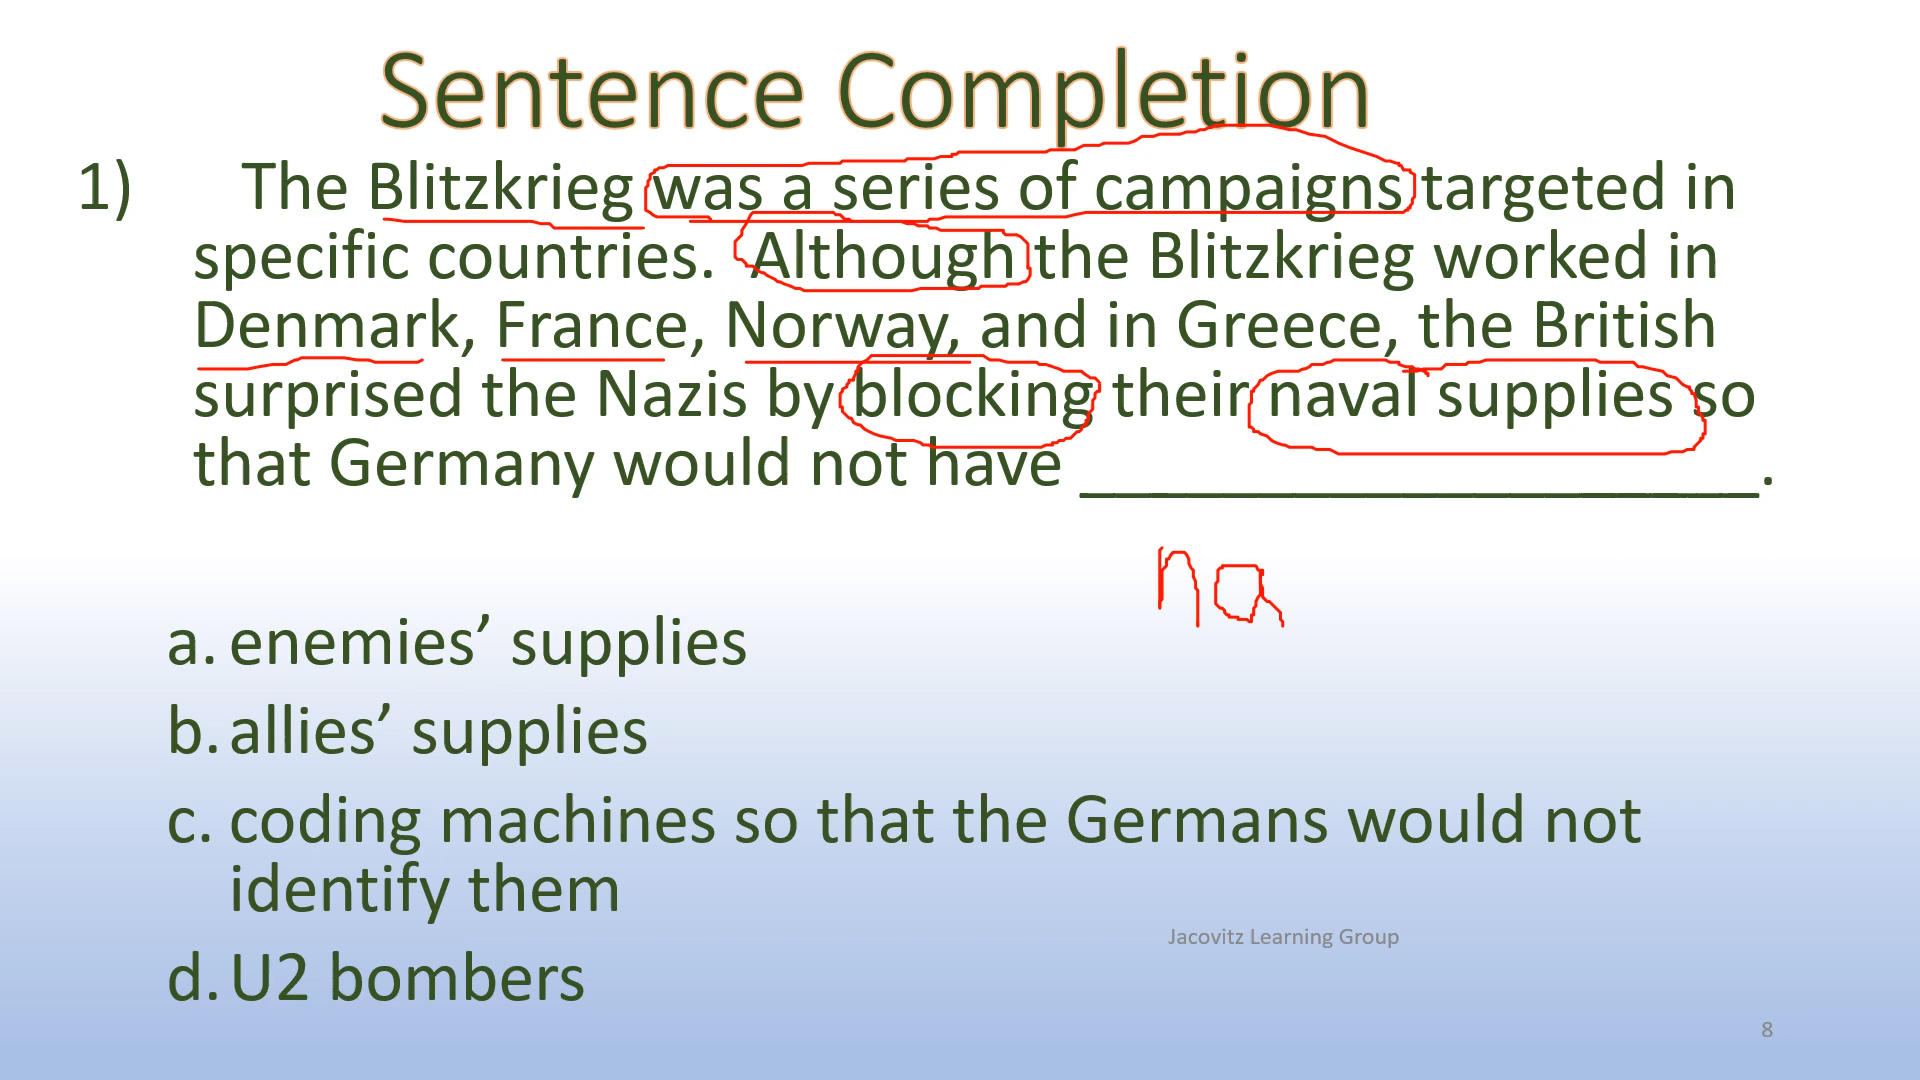 Sentence Completion
1) The Blitzkrieg was a series of campaigns targeted in
specific countries. Although the Blitzkrieg worked in
Denmark, France, Norway, and in Greece, the British
surprised the Nazis by blocking their naval supplies so
that Germany would not have ____________________.
na
a. enemies’ supplies
b. allies’ supplies
c. coding machines so that the Germans would not
identify them
Jacovitz Learning Group
d. U2 bombers
8